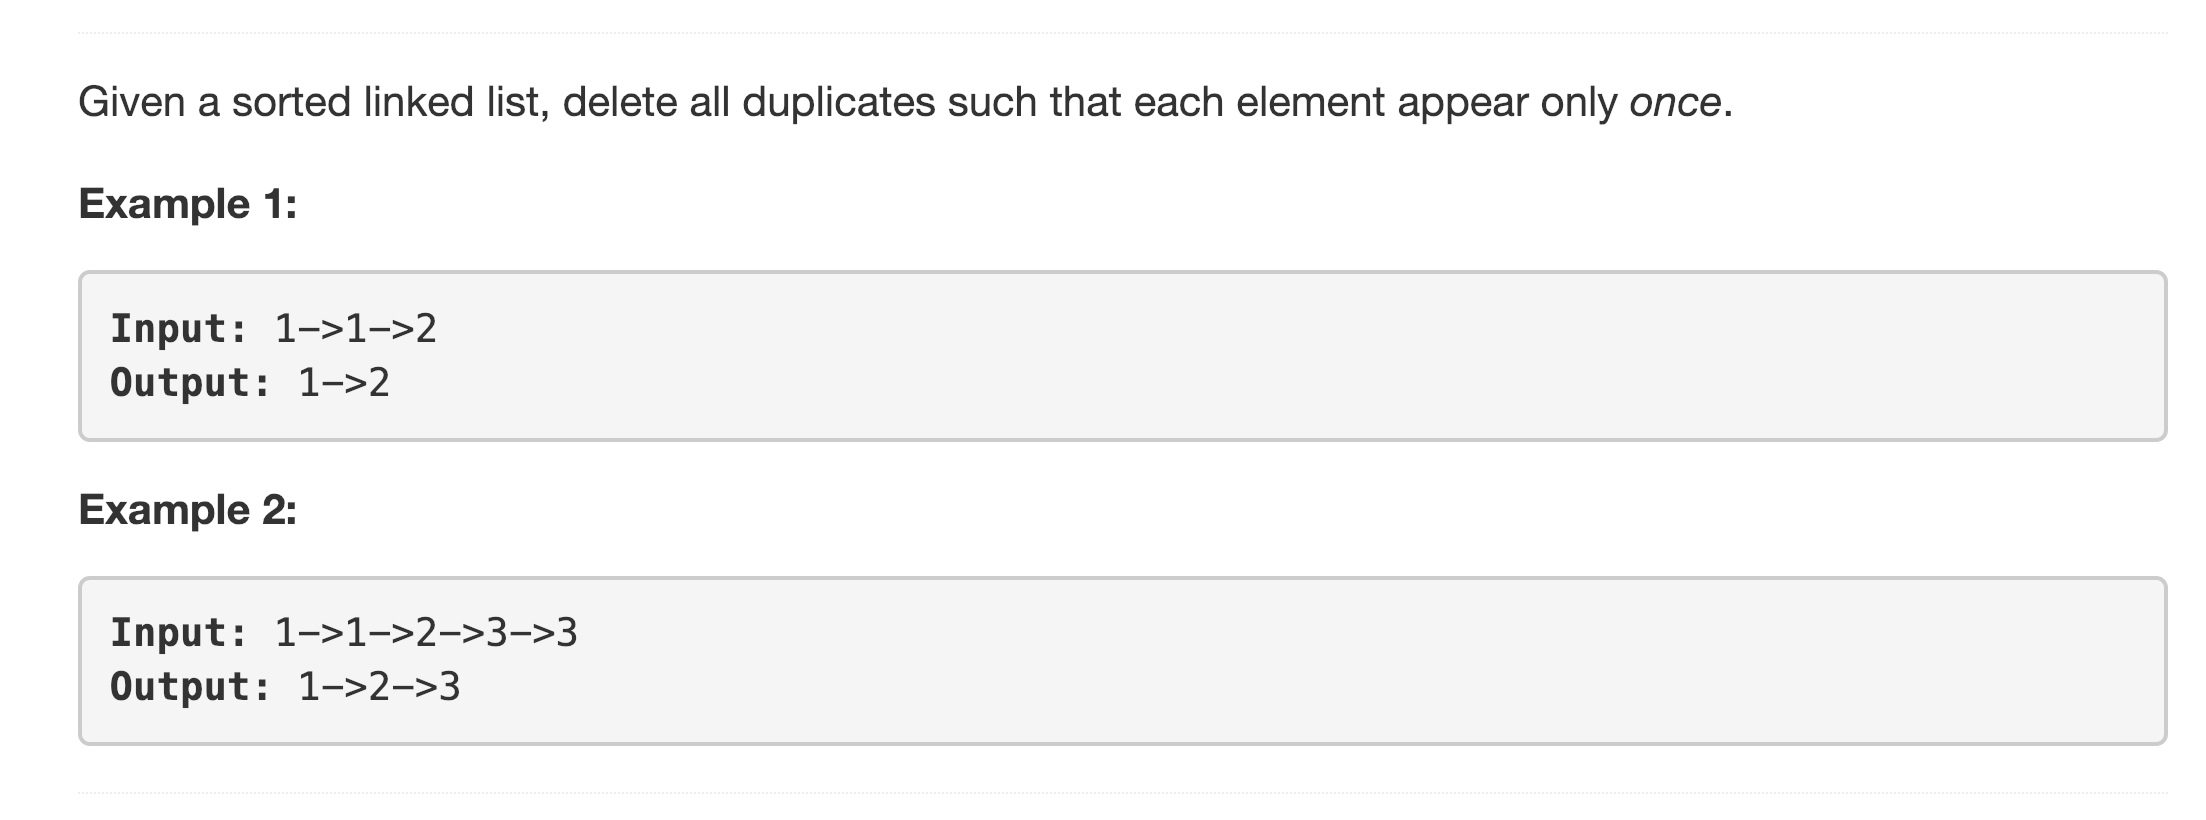 Given a sorted linked list, delete all duplicates such that each element appear only once.
Example 1:
Input: 1->1->2
Output: 1->2
Example 2:
Input: 1->1->2->3->3
Output: 1->2->3